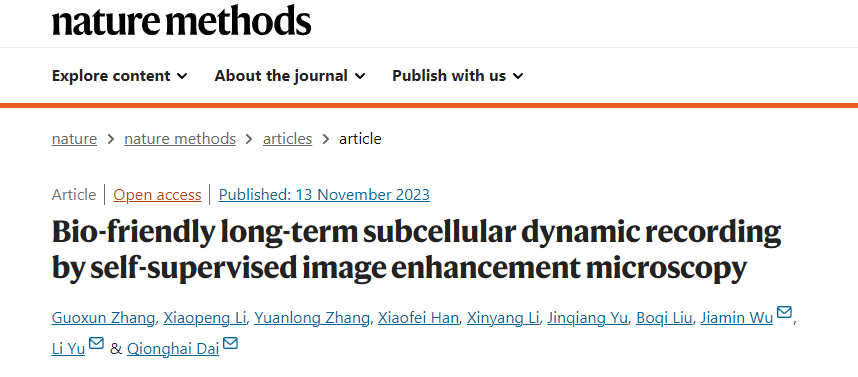 nature methods
Explore content About the journal Publish with us
nature > nature methods > articles > article
Article | Open access | Published: 13 November 2023
Bio-friendly long-term subcellular dynamic recording
by self-supervised image enhancement microscopy
Guoxun Zhang, Xiaopeng Li, Yuanlong Zhang, Xiaofei Han, Xinyang Li, Jinqiang Yu, Boqi Liu, Jiamin Wu,
Li Yu & Qionghai Dai